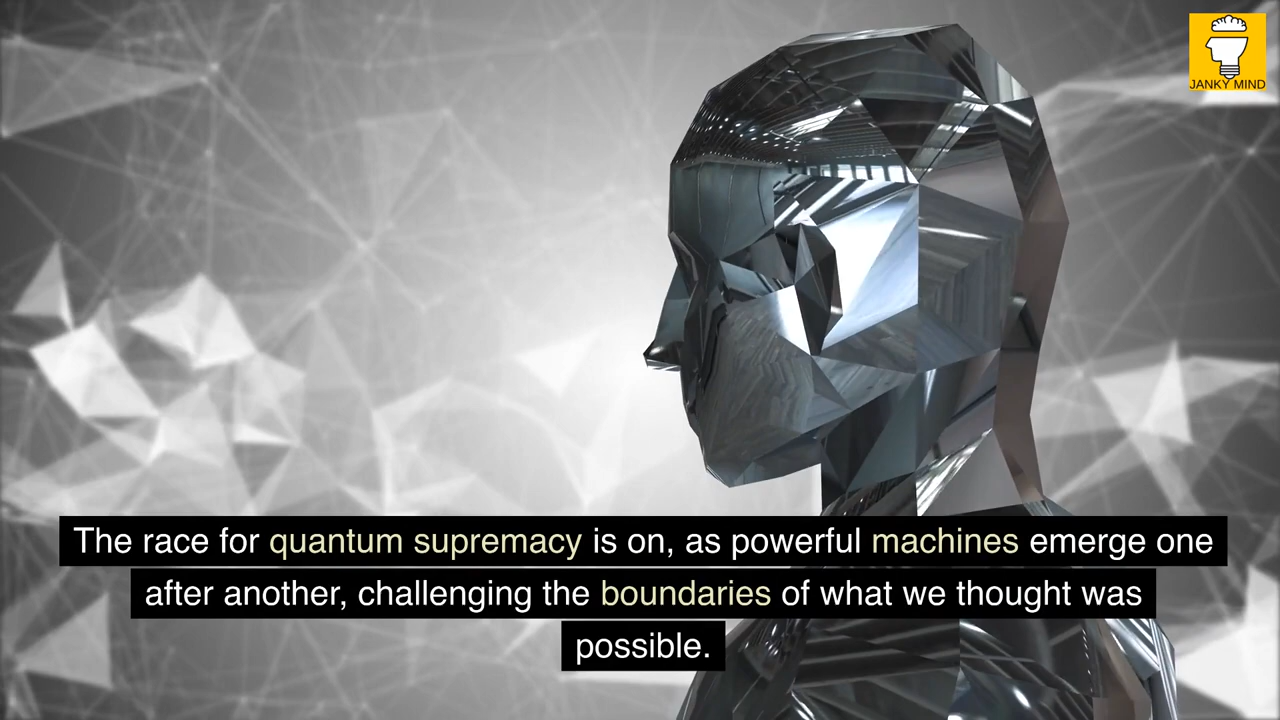 JANKY MIND
The race for quantum supremacy is on, as powerful machines emerge one
after another, challenging the boundaries of what we thought was
possible.